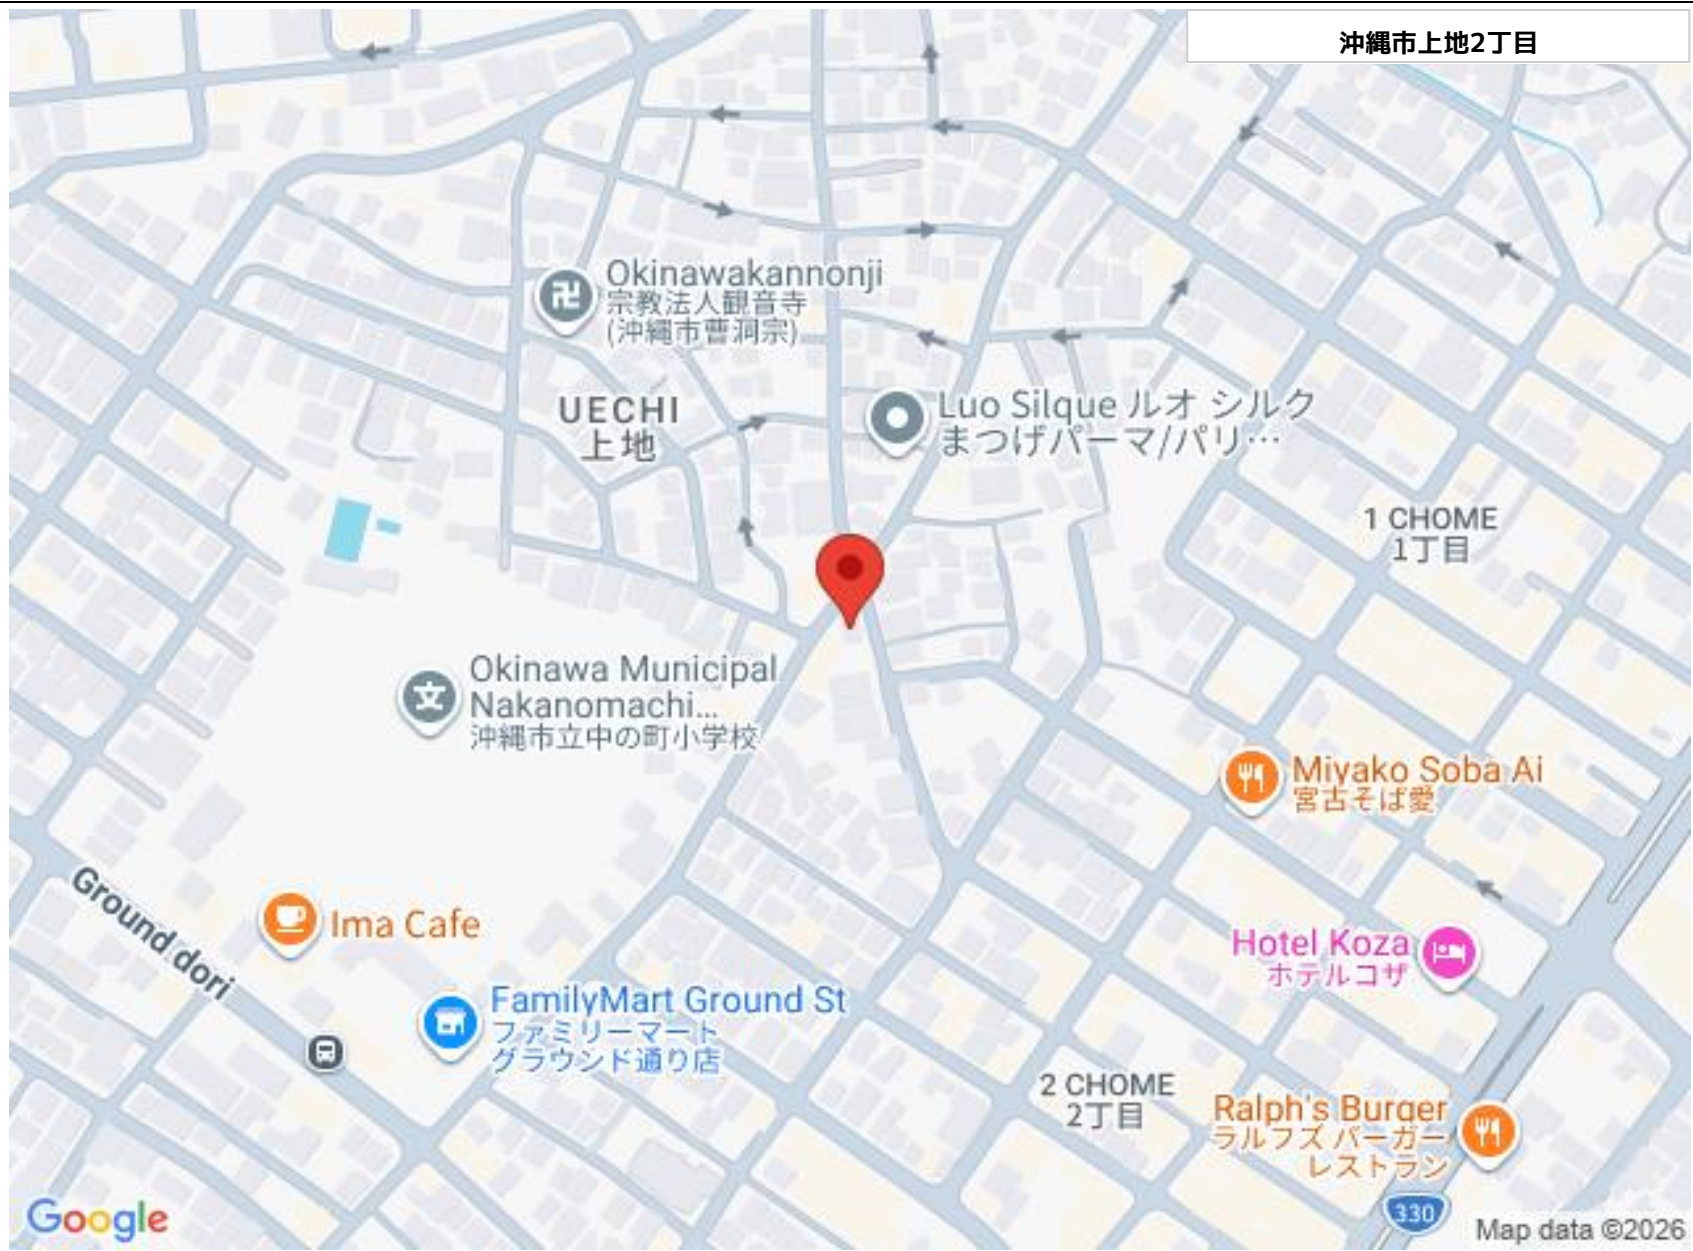 沖縄市上地2丁目
Okinawakannonji
宗教法人観音寺
(沖縄市曹洞宗)
UECHI
上地
Luo Silque ルオ シルク
まつげパーマ/パリ…
1 CHOME
1丁目
Okinawa Municipal
Nakanomachi...
沖縄市立中の町小学校
Miyako Soba Ai
宮古そば愛
Ground dori
Ima Cafe
Hotel Koza
ホテルコザ
FamilyMart Ground St
ファミリーマート
グラウンド通り店
2 CHOME
2丁目
Ralph's Burger
ラルフズ バーガー
レストラン
330
Google
Map data ©2026